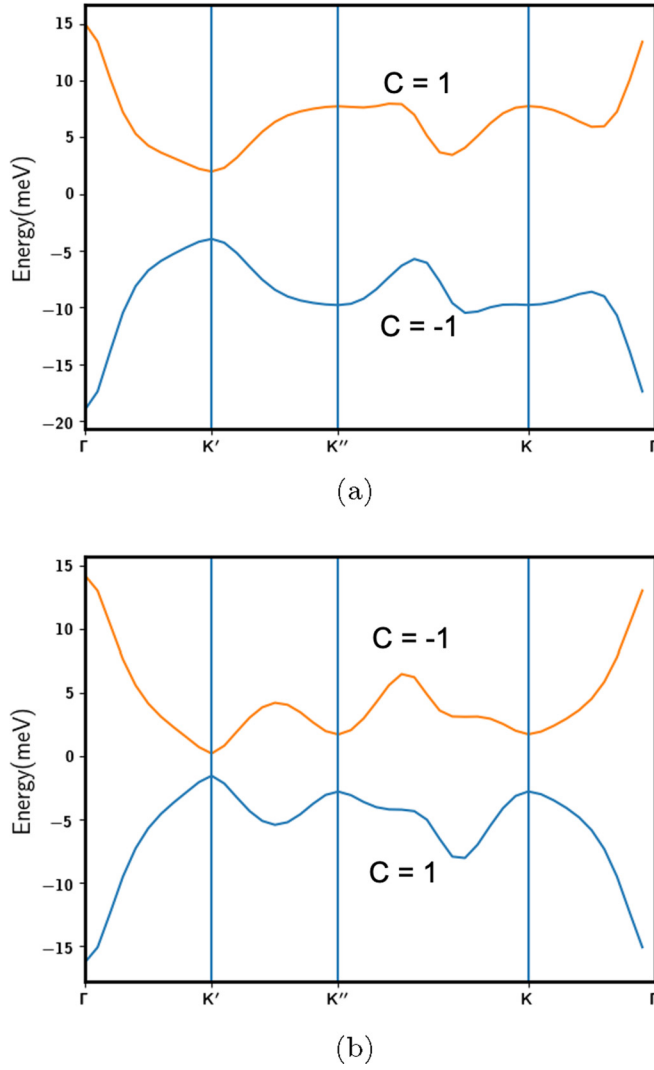 15
10
5
0
−5
−10
−15
−20
Energy(meV)
C = 1
C = -1
Γ K′ K′′ K Γ
(a)
15
10
5
0
−5
−10
−15
Energy(meV)
C = -1
C = 1
Γ K′ K′′ K Γ
(b)